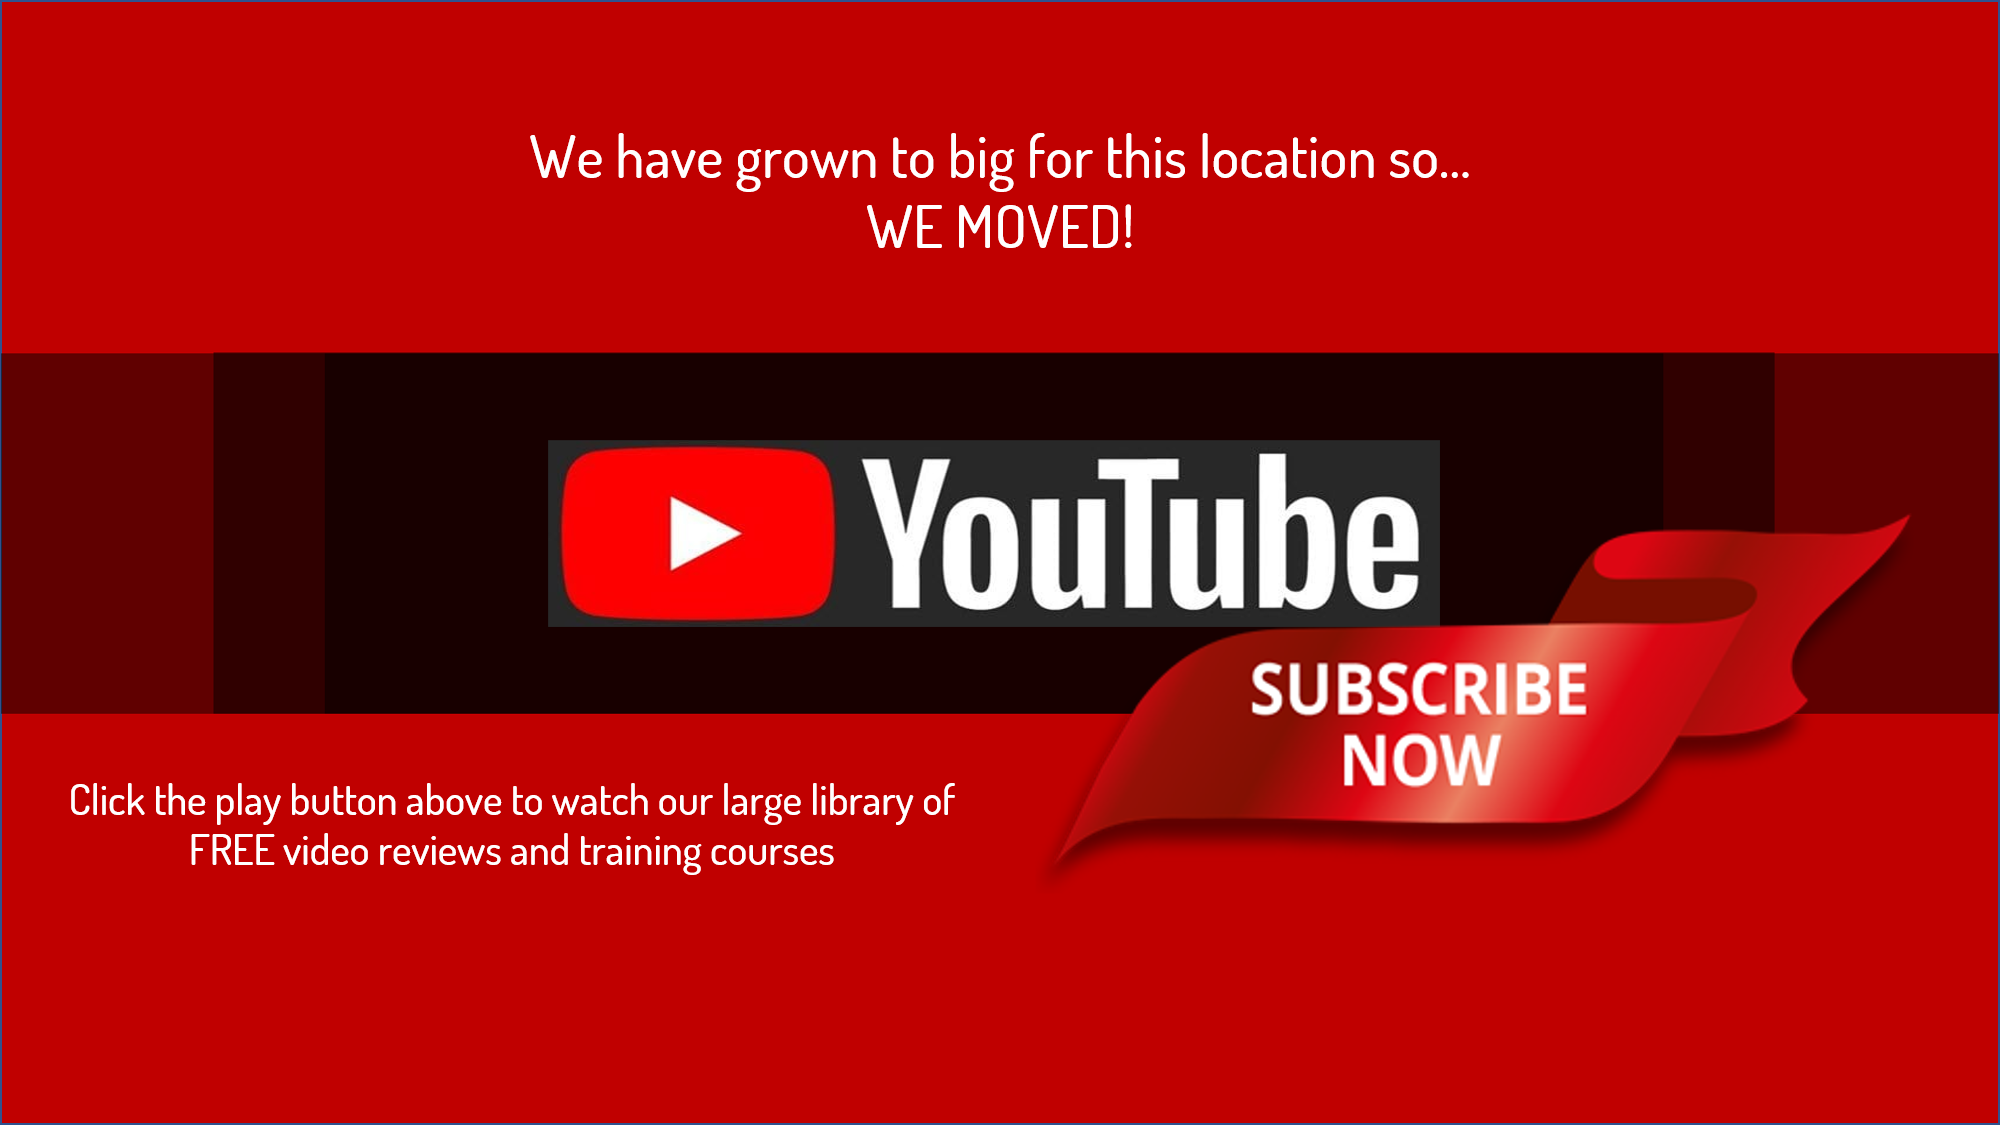 We have grown to big for this location so...
WE MOVED!
YouTube
SUBSCRIBE
NOW
Click the play button above to watch our large library of
FREE video reviews and training courses